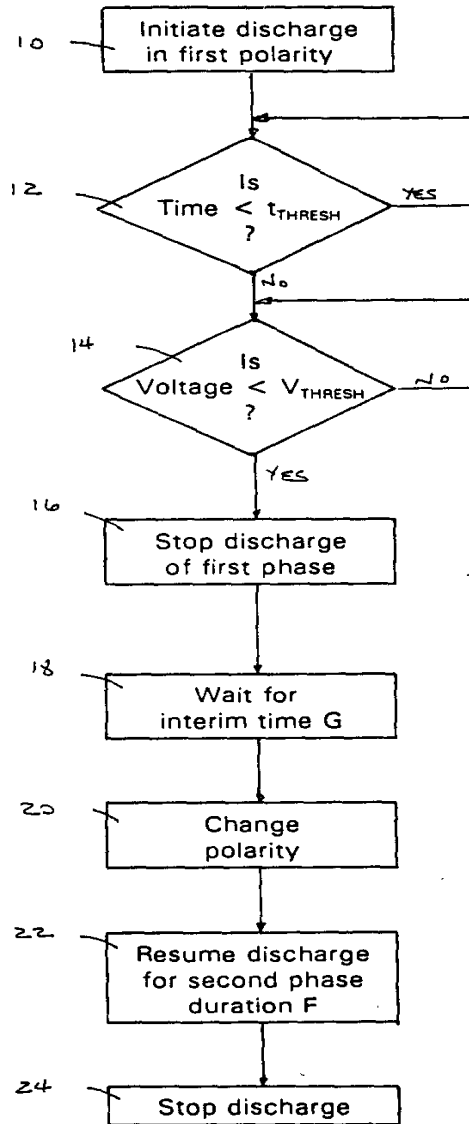 10
Initiate discharge
in first polarity
12
Is
Time < tTHRESH
?
YES
NO
14
Is
Voltage < VTHRESH
?
NO
YES
16
Stop discharge
of first phase
18
Wait for
interim time G
20
Change
polarity
22
Resume discharge
for second phase
duration F
24
Stop discharge